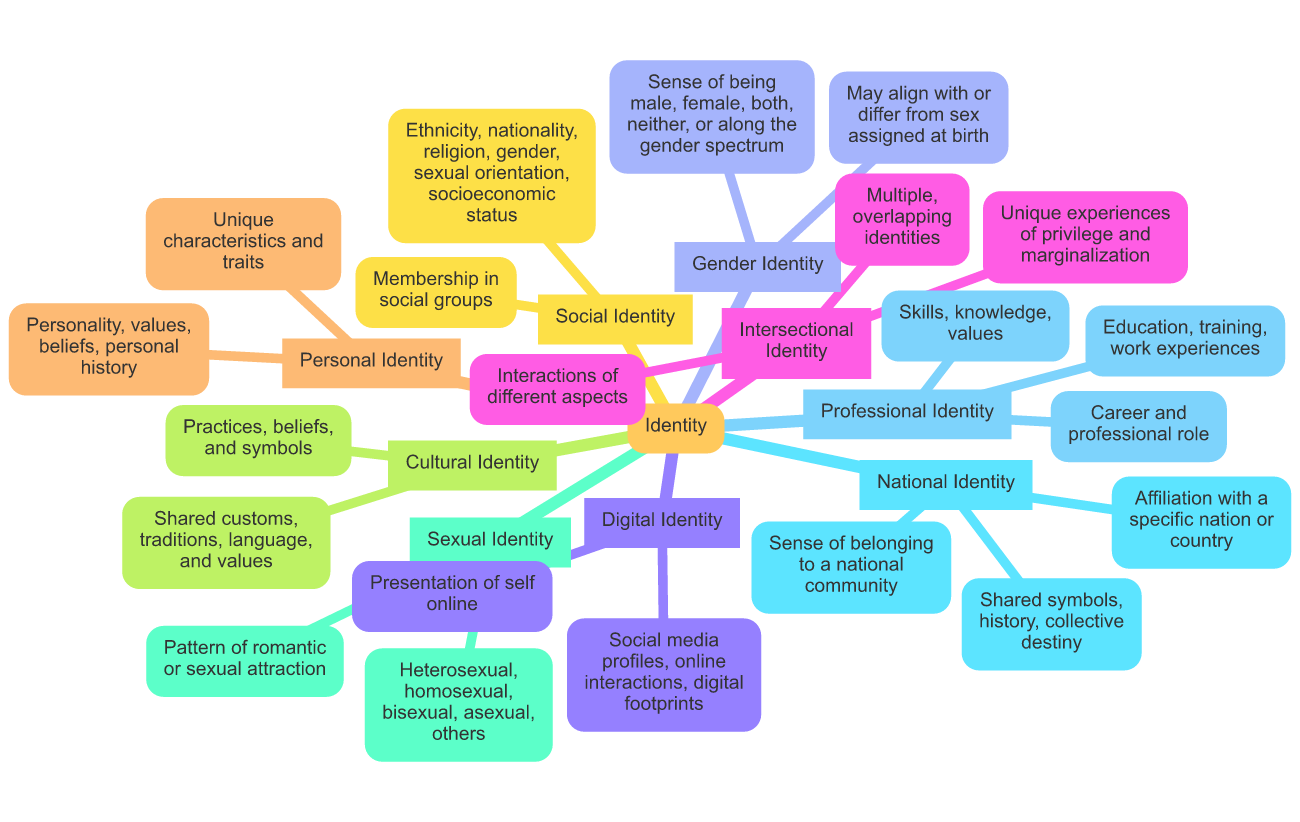 Sense of being
male, female, both,
neither, or along the
gender spectrum
May align with or
differ from sex
assigned at birth
Ethnicity, nationality,
religion, gender,
sexual orientation,
socioeconomic
status
Multiple,
overlapping
identities
Unique experiences
of privilege and
marginalization
Unique
characteristics and
traits
Gender Identity
Membership in
social groups
Social Identity
Intersectional
Identity
Skills, knowledge,
values
Education, training,
work experiences
Personality, values,
beliefs, personal
history
Personal Identity
Interactions of
different aspects
Identity
Professional Identity
Career and
professional role
Practices, beliefs,
and symbols
Cultural Identity
National Identity
Affiliation with a
specific nation or
country
Shared customs,
traditions, language,
and values
Sexual Identity
Digital Identity
Sense of belonging
to a national
community
Shared symbols,
history, collective
destiny
Presentation of self
online
Pattern of romantic
or sexual attraction
Heterosexual,
homosexual,
bisexual, asexual,
others
Social media
profiles, online
interactions, digital
footprints